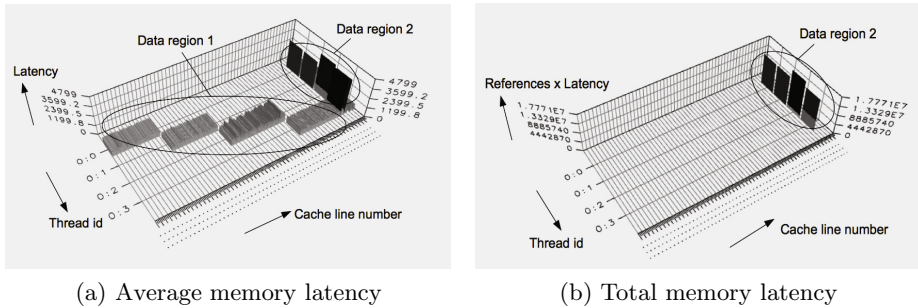 Data region 1
Data region 2
Latency
4799
3599.2
2399.5
1199.8
0
4799
3599.2
2399.5
1199.8
0
0:0
0:1
0:2
0:3
Thread id
Cache line number
(a) Average memory latency
Data region 2
References x Latency
1.7771E7
1.3329E7
8885740
4442870
0
1.7771E7
1.3329E7
8885740
4442870
0
0:0
0:1
0:2
0:3
Thread id
Cache line number
(b) Total memory latency